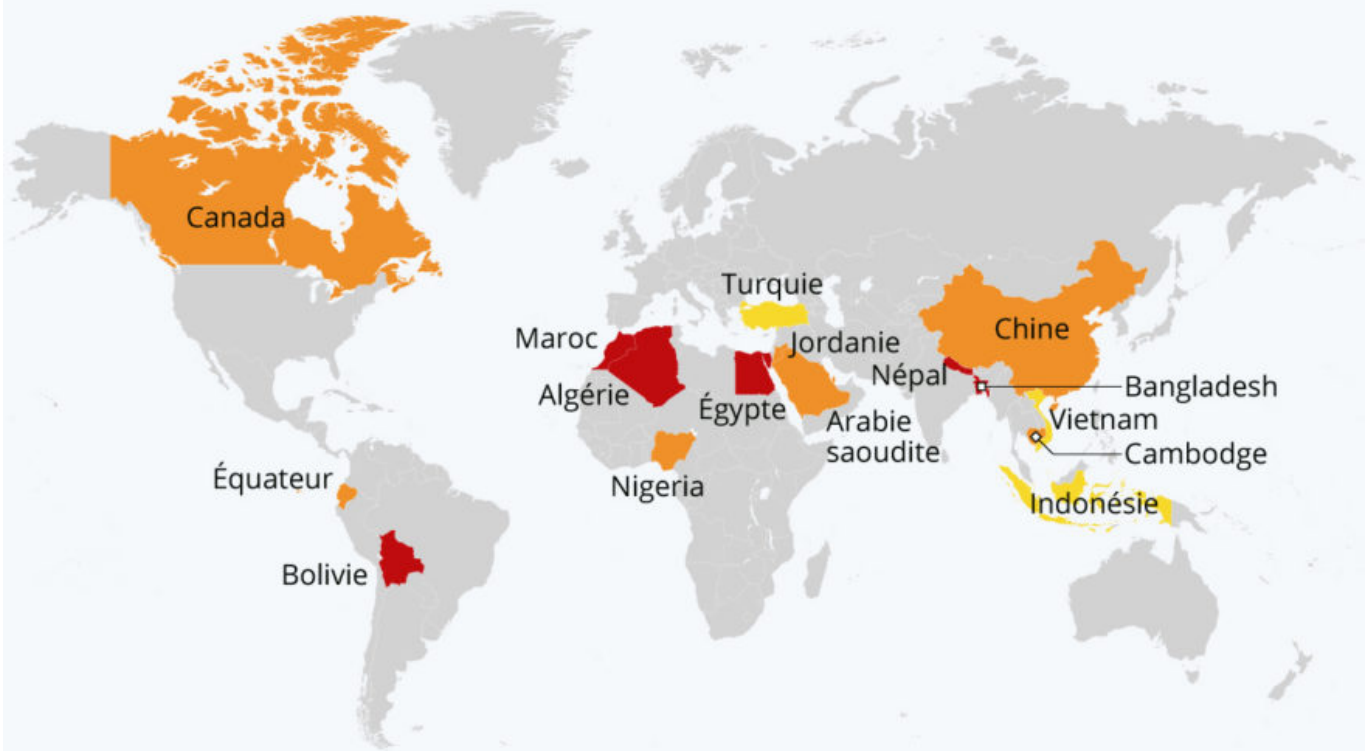 Canada
Turquie
Chine
Maroc
Jordanie
Népal
Bangladesh
Algérie
Égypte
Arabie
saoudite
Vietnam
Cambodge
Équateur
Nigeria
Indonésie
Bolivie